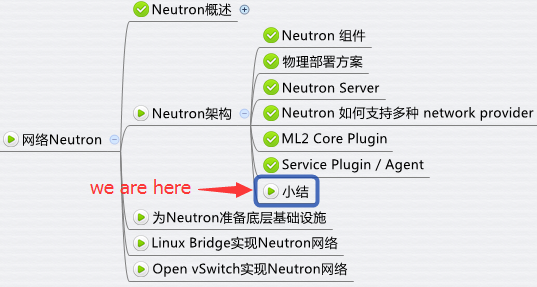 Neutron概述
Neutron 组件
物理部署方案
Neutron Server
Neutron架构
Neutron 如何支持多种 network provider
网络Neutron
ML2 Core Plugin
Service Plugin / Agent
we are here
小结
为Neutron准备底层基础设施
Linux Bridge实现Neutron网络
Open vSwitch实现Neutron网络